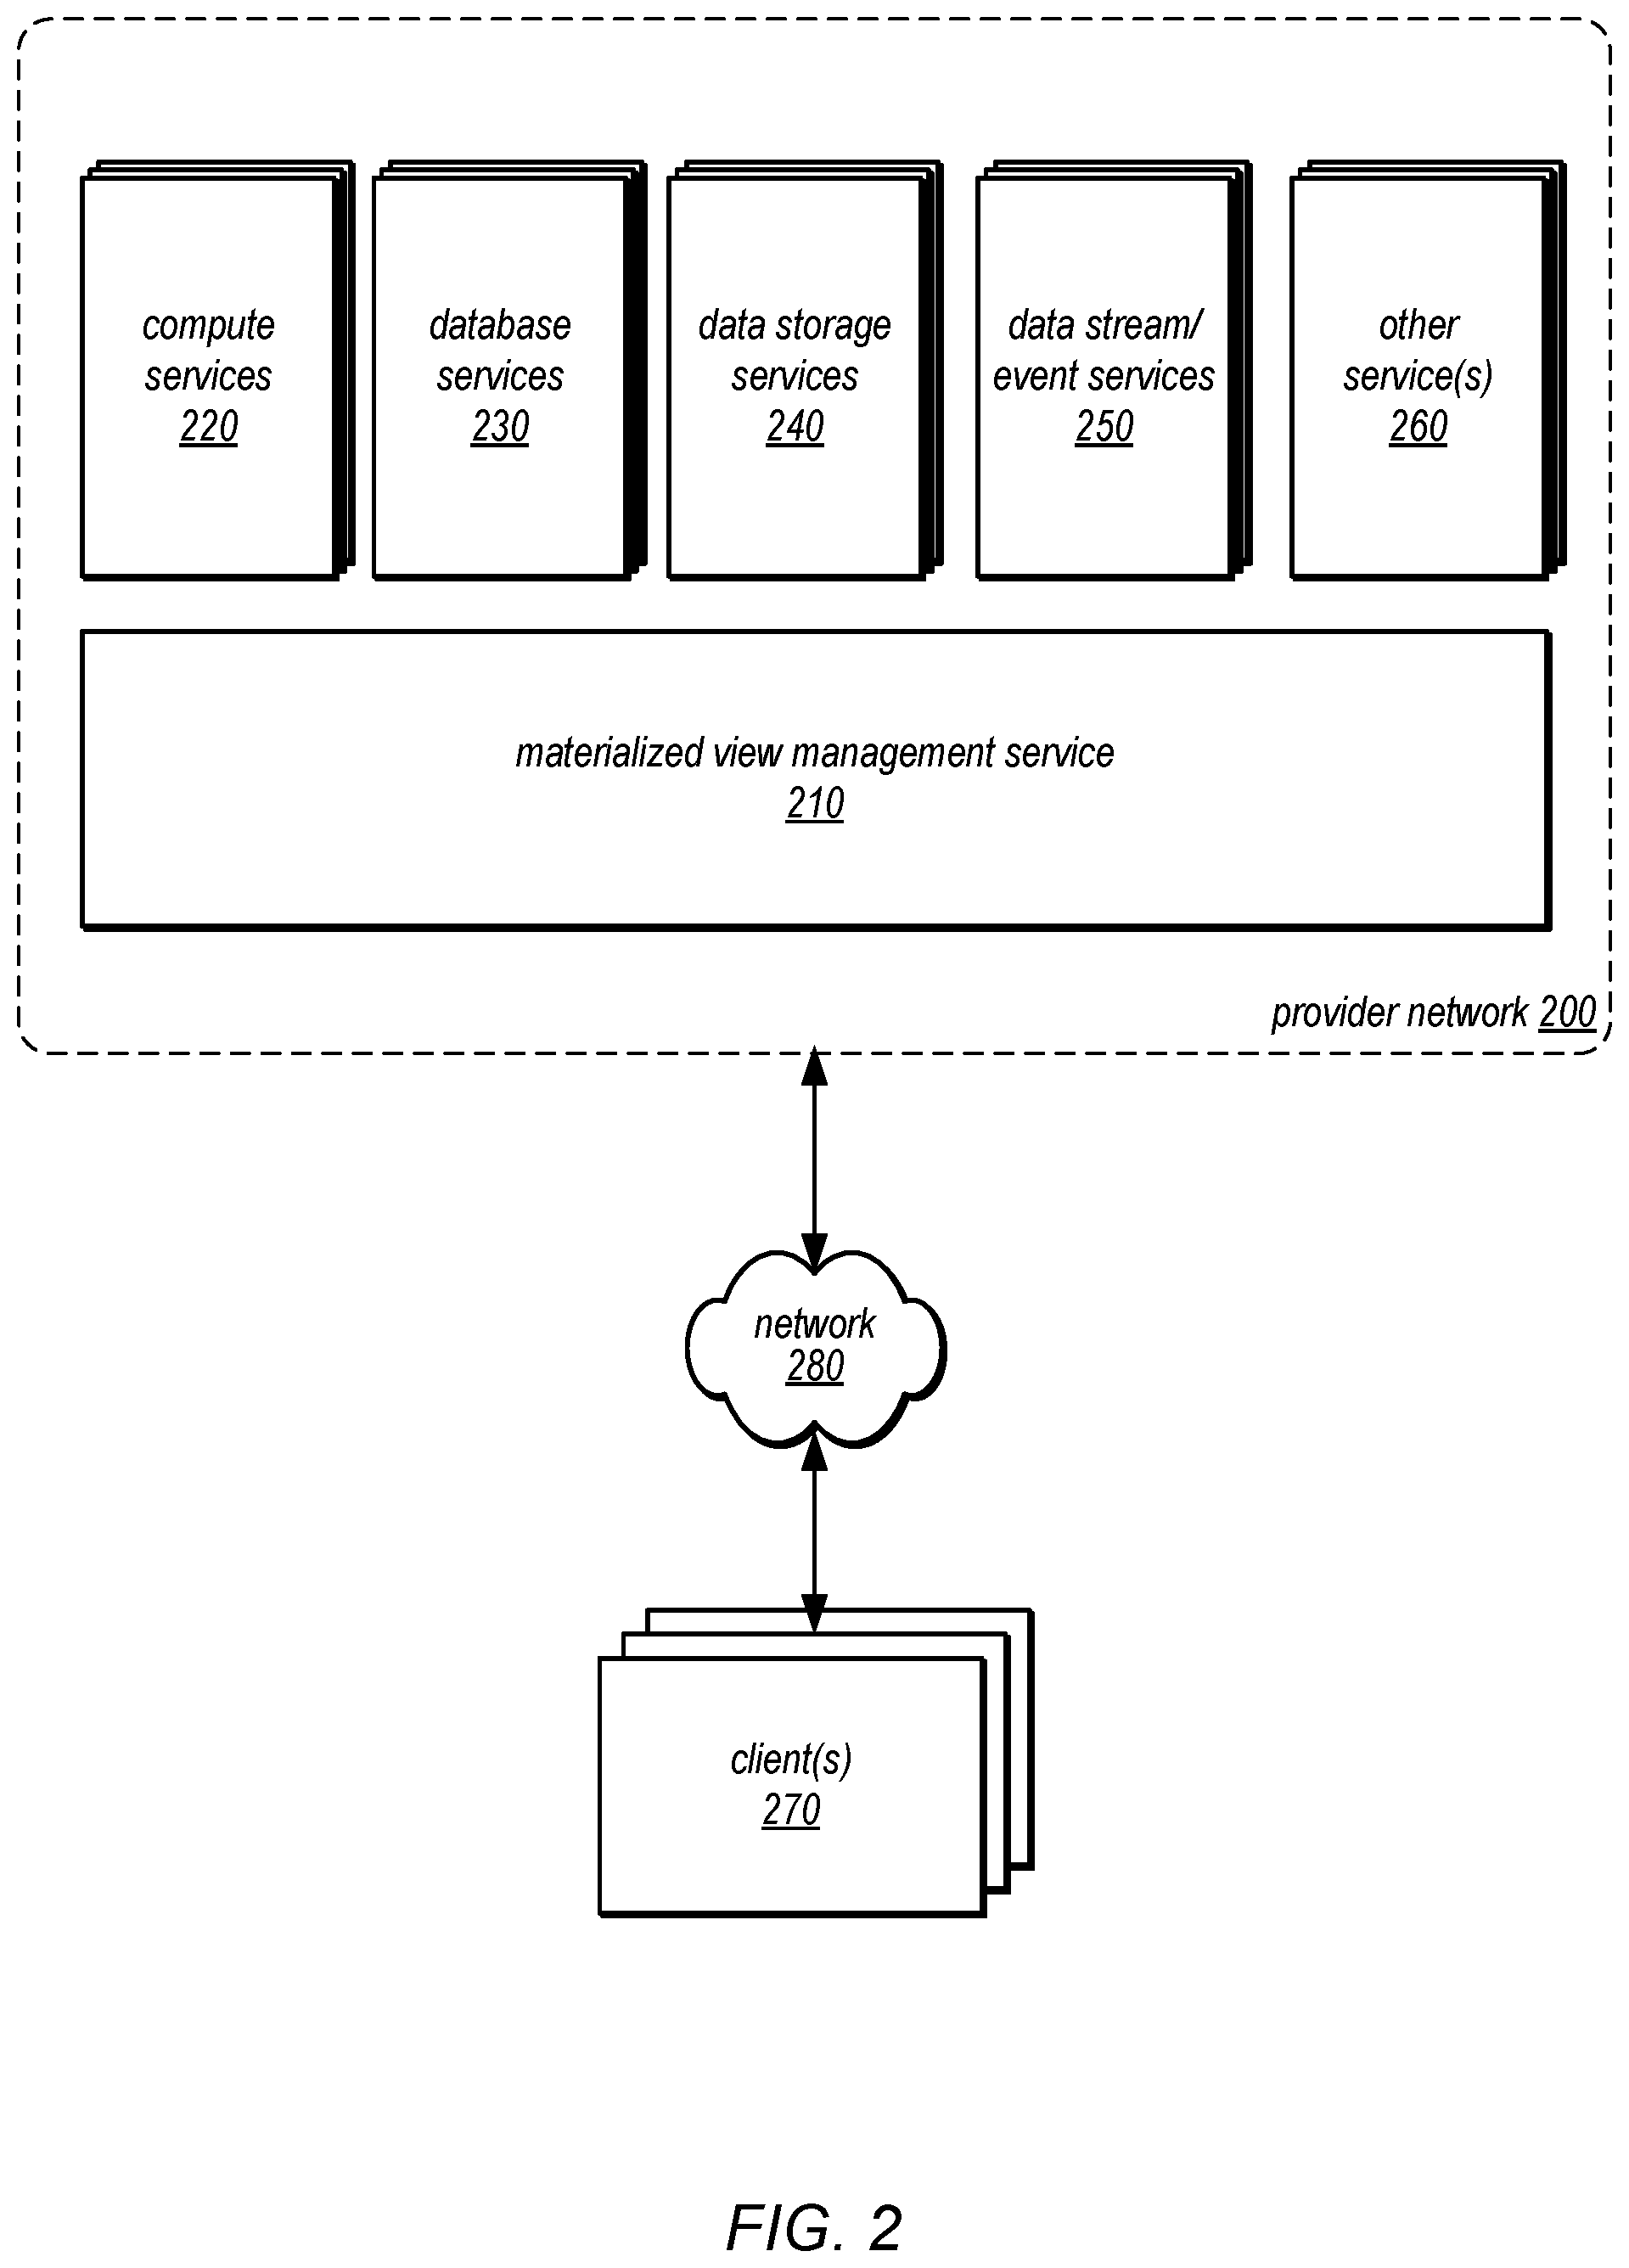 compute
services
220
database
services
230
data storage
services
240
data stream/
event services
250
other
service(s)
260
materialized view management service
210
provider network 200
network
280
client(s)
270
FIG. 2